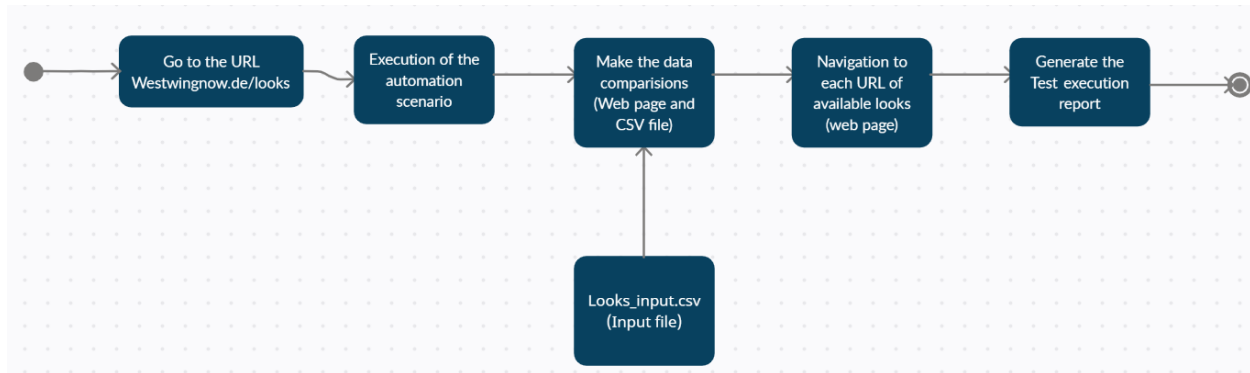 Go to the URL
Westwingnow.de/looks
Execution of the
automation
scenario
Make the data
comparisions
(Web page and
CSV file)
Navigation to
each URL of
available looks
(web page)
Generate the
Test execution
report
Looks_input.csv
(Input file)